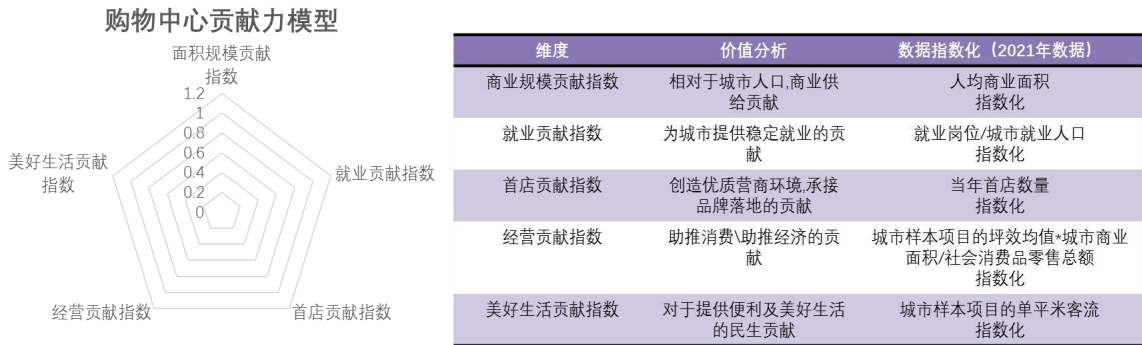 购物中心贡献力模型
面积规模贡献
指数
1.2
1
0.8
0.6
0.4
0.2
0
美好生活贡献
指数
就业贡献指数
经营贡献指数
首店贡献指数
维度 价值分析 数据指数化（2021年数据）
商业规模贡献指数 相对于城市人口,商业供 人均商业面积
给贡献 指数化
就业贡献指数 为城市提供稳定就业的贡 就业岗位/城市就业人口
献 指数化
首店贡献指数 创造优质营商环境,承接 当年首店数量
品牌落地的贡献 指数化
经营贡献指数 助推消费\助推经济的贡 城市样本项目的坪效均值*城市商业
献 面积/社会消费品零售总额
指数化
美好生活贡献指数 对于提供便利及美好生活 城市样本项目的单平米客流
的民生贡献 指数化